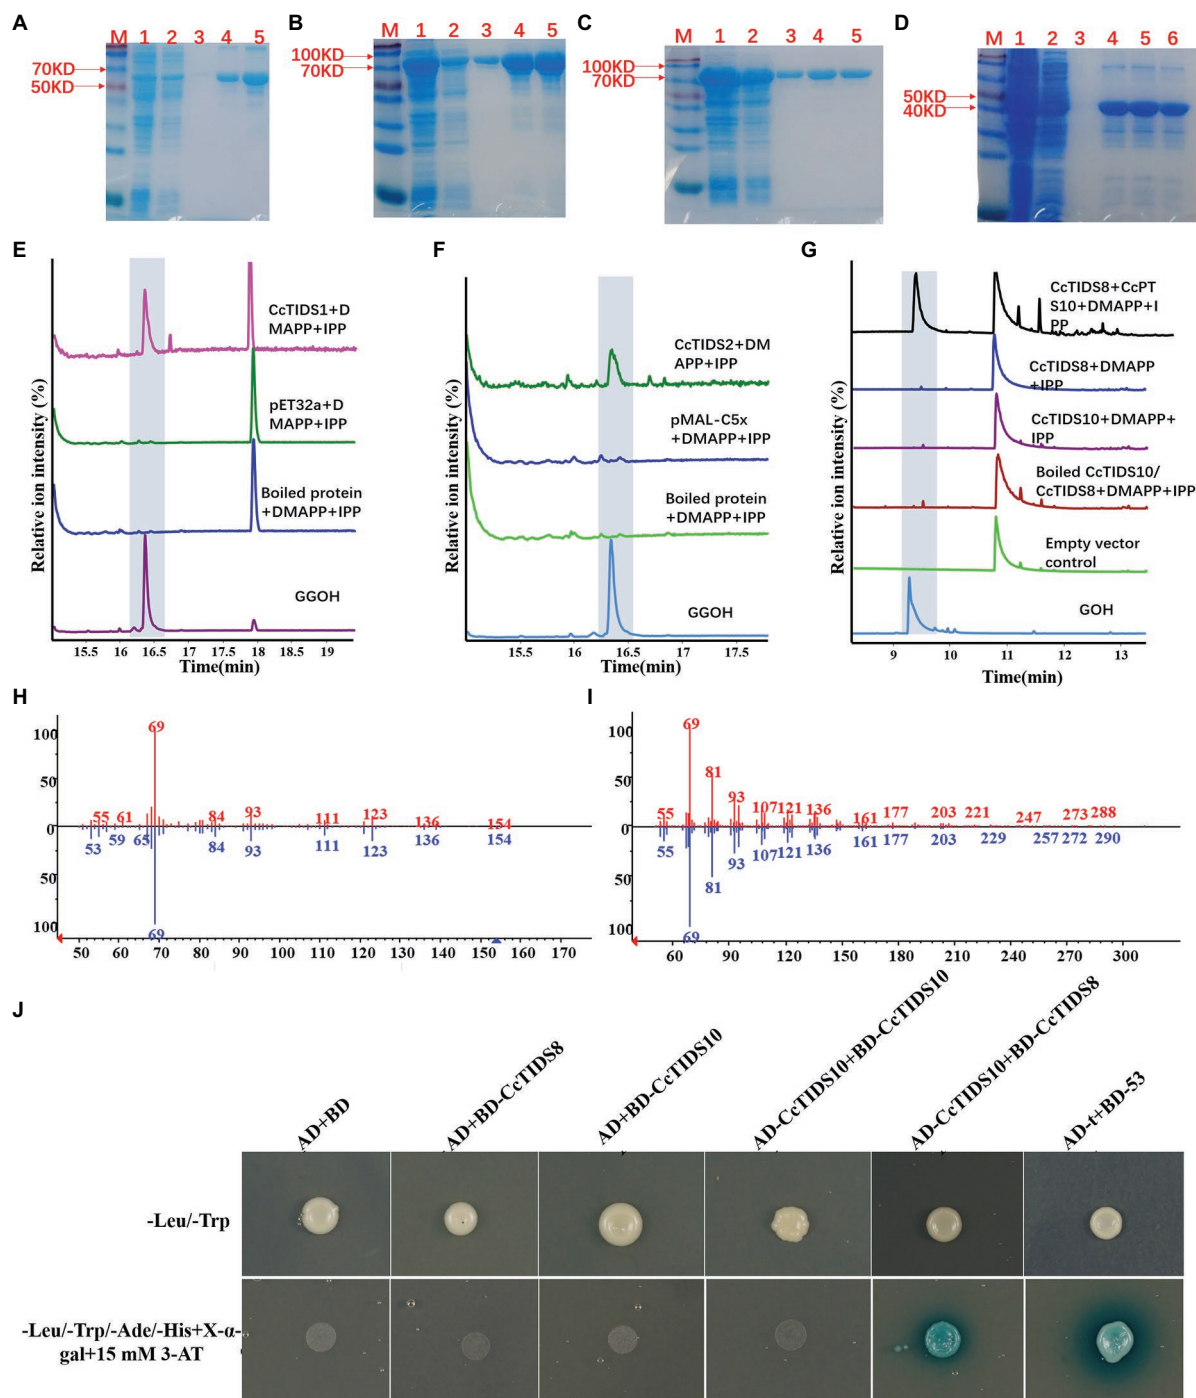 A
M 1 2 3 4 5
70KD
50KD
B
M 1 2 3 4 5
100KD
70KD
C
M 1 2 3 4 5
100KD
70KD
D
M 1 2 3 4 5 6
50KD
40KD
E
Relative ion intensity (%)
CcTIDS1+D
MAPP+IPP
pET32a+D
MAPP+IPP
Boiled protein
+DMAPP+IPP
GGOH
15.5 16 16.5 17 17.5 18 18.5 19
Time(min)
F
Relative ion intensity (%)
CcTIDS2+DM
APP+IPP
pMAL-C5x
+DMAPP+IPP
Boiled protein
+DMAPP+IPP
GGOH
15.5 16 16.5 17 17.5
Time(min)
G
Relative ion intensity (%)
CcTIDS8+CcPT
S10+DMAPP+I
PP
CcTIDS8+DMAPP
+IPP
CcTIDS10+DMAPP+
IPP
Boiled CcTIDS10/
CcTIDS8+DMAPP+IPP
Empty vector
control
GOH
9 10 11 12 13
Time(min)
H
100
50
0
0
50
100
69
55 61 84 93 111 123 136 154
53 59 65 84 93 111 123 136 154
69
50 60 70 80 90 100 110 120 130 140 150 160 170
I
100
50
0
0
50
100
69
81
55 93 107 121 136 161 177 203 221 247 273 288
55 93 107 121 136 161 177 203 229 257 272 290
81
69
60 90 120 150 180 210 240 270 300
J
AD+BD
AD+BD-CcTIDS8
AD+BD-CcTIDS10
AD-CcTIDS10+BD-CcTIDS10
AD-CcTIDS10+BD-CcTIDS8
AD-t+BD-53
-Leu/-Trp
-Leu/-Trp/-Ade/-His+X-α-
gal+15 mM 3-AT